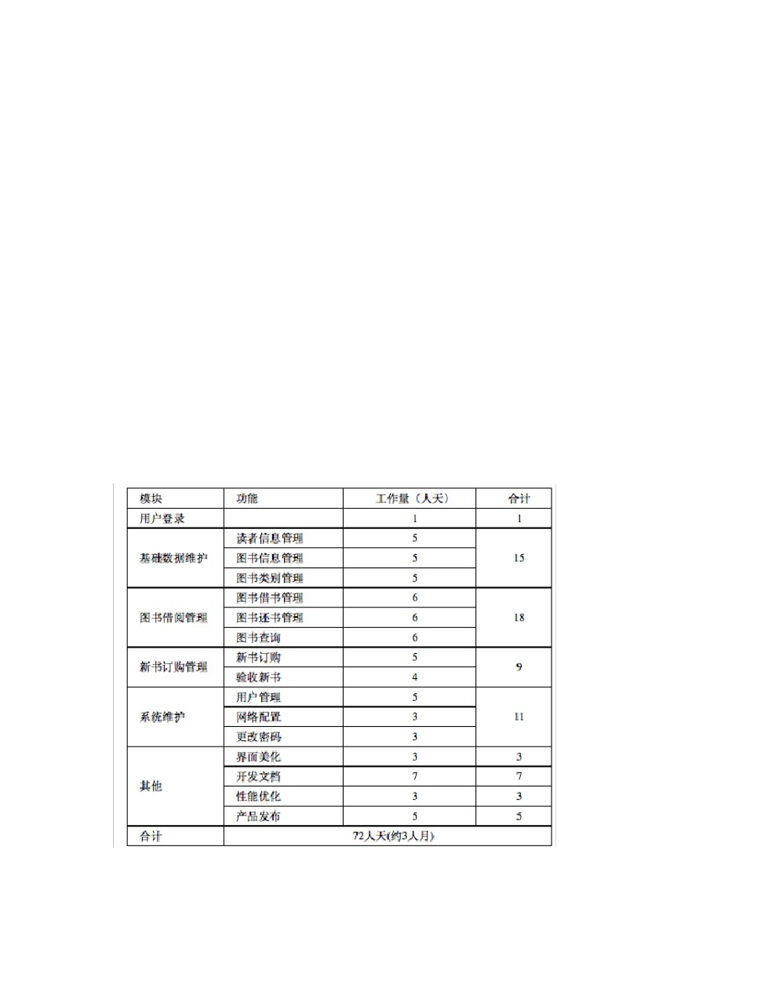 模块 功能 工作量（人天） 合计
用户登录 1 1
读者信息管理 5
基础数据维护 图书信息管理 5 15
图书类别管理 5
图书借书管理 6
图书借阅管理 图书还书管理 6 18
图书查询 6
新书订购管理 新书订购 5 9
验收新书 4
用户管理 5
系统维护 网络配置 3 11
更改密码 3
界面美化 3 3
其他 开发文档 7 7
性能优化 3 3
产品发布 5 5
合计 72人天(约3人月)